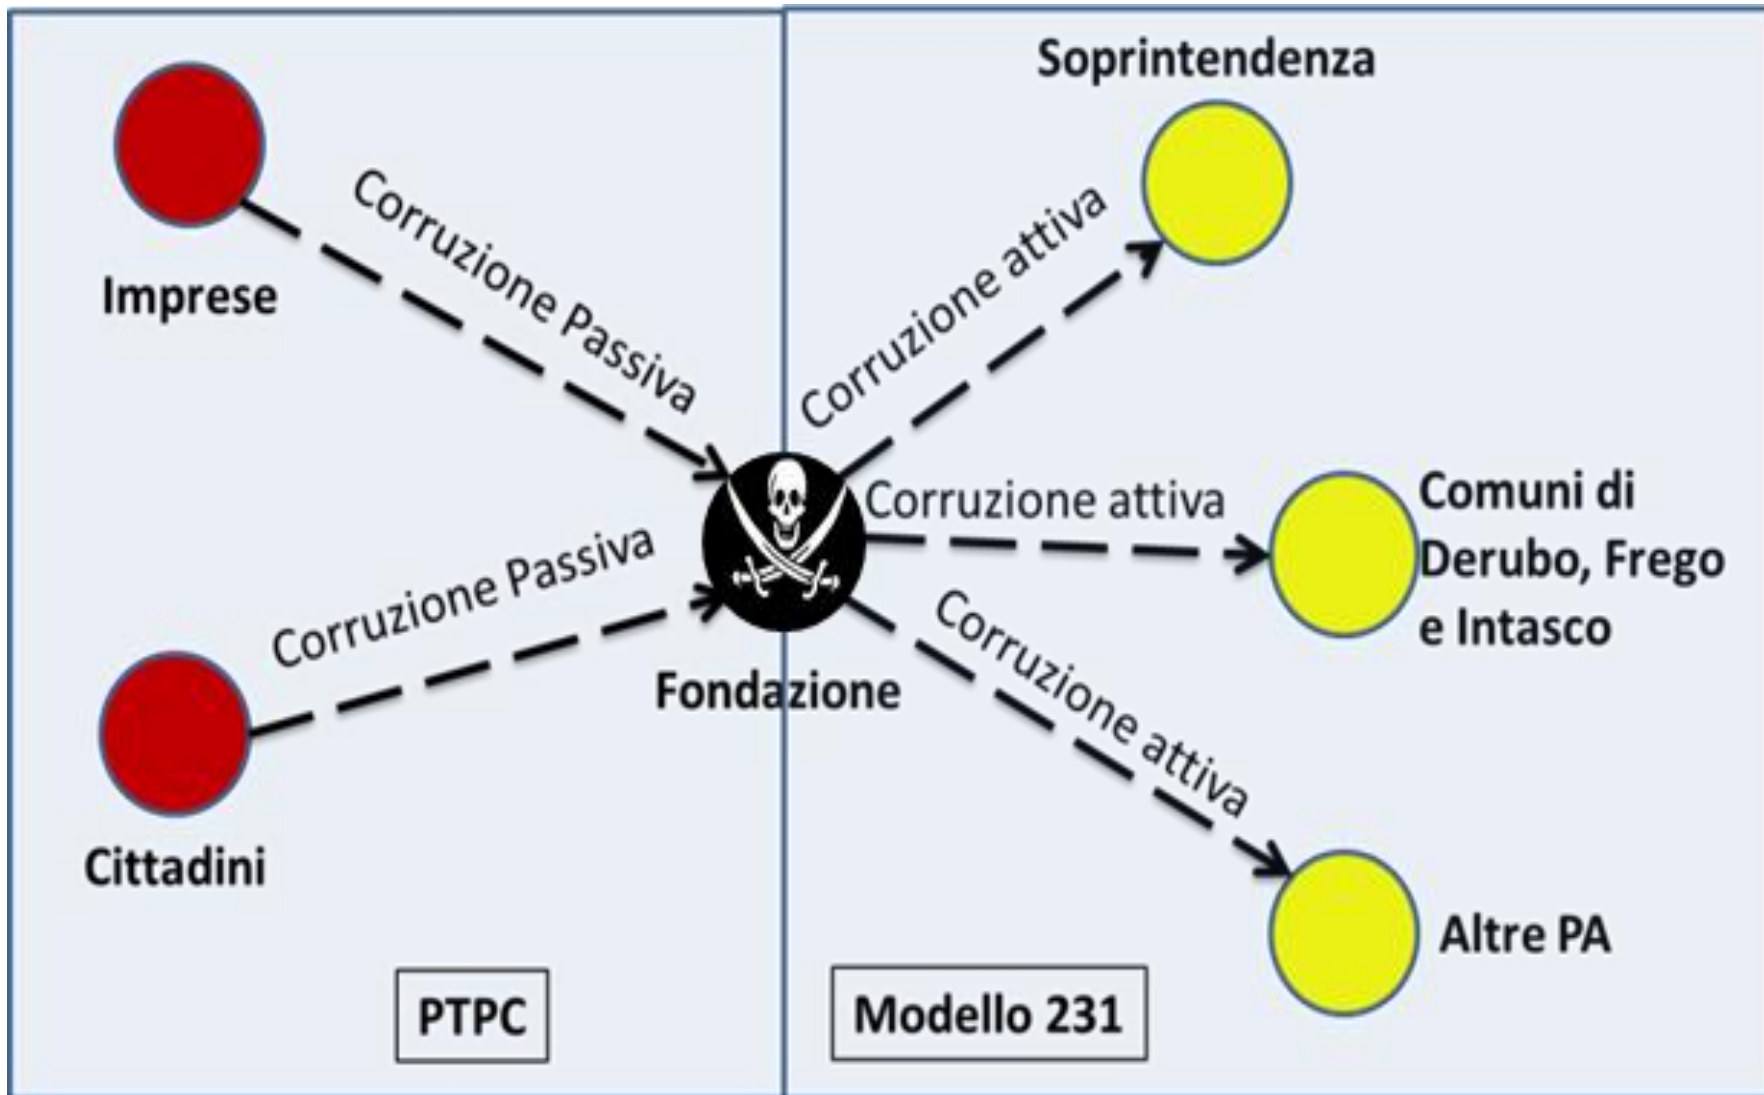 Soprintendenza
Corruzione Passiva
Corruzione attiva
Imprese
Corruzione attiva
Comuni di
Derubo, Frego
e Intasco
Corruzione Passiva
Fondazione
Corruzione attiva
Cittadini
Altre PA
PTPC
Modello 231